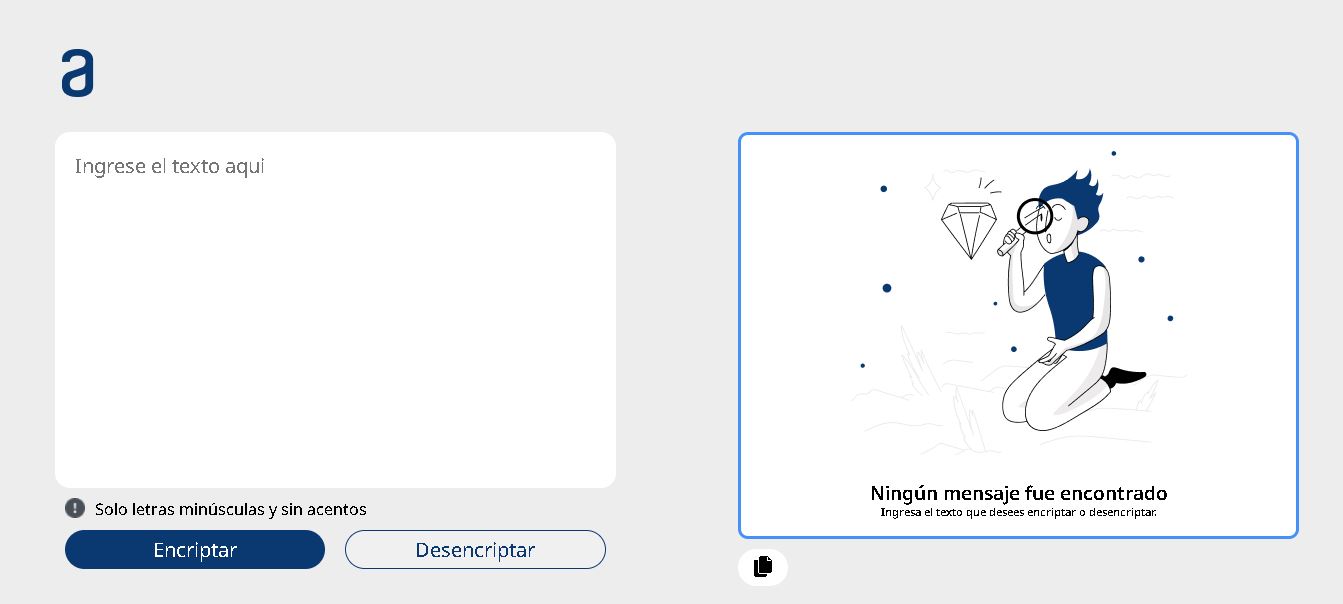 a
Ingrese el texto aqui
Solo letras minúsculas y sin acentos
Encriptar
Desencriptar
Ningún mensaje fue encontrado
Ingresa el texto que desees encriptar o desencriptar.